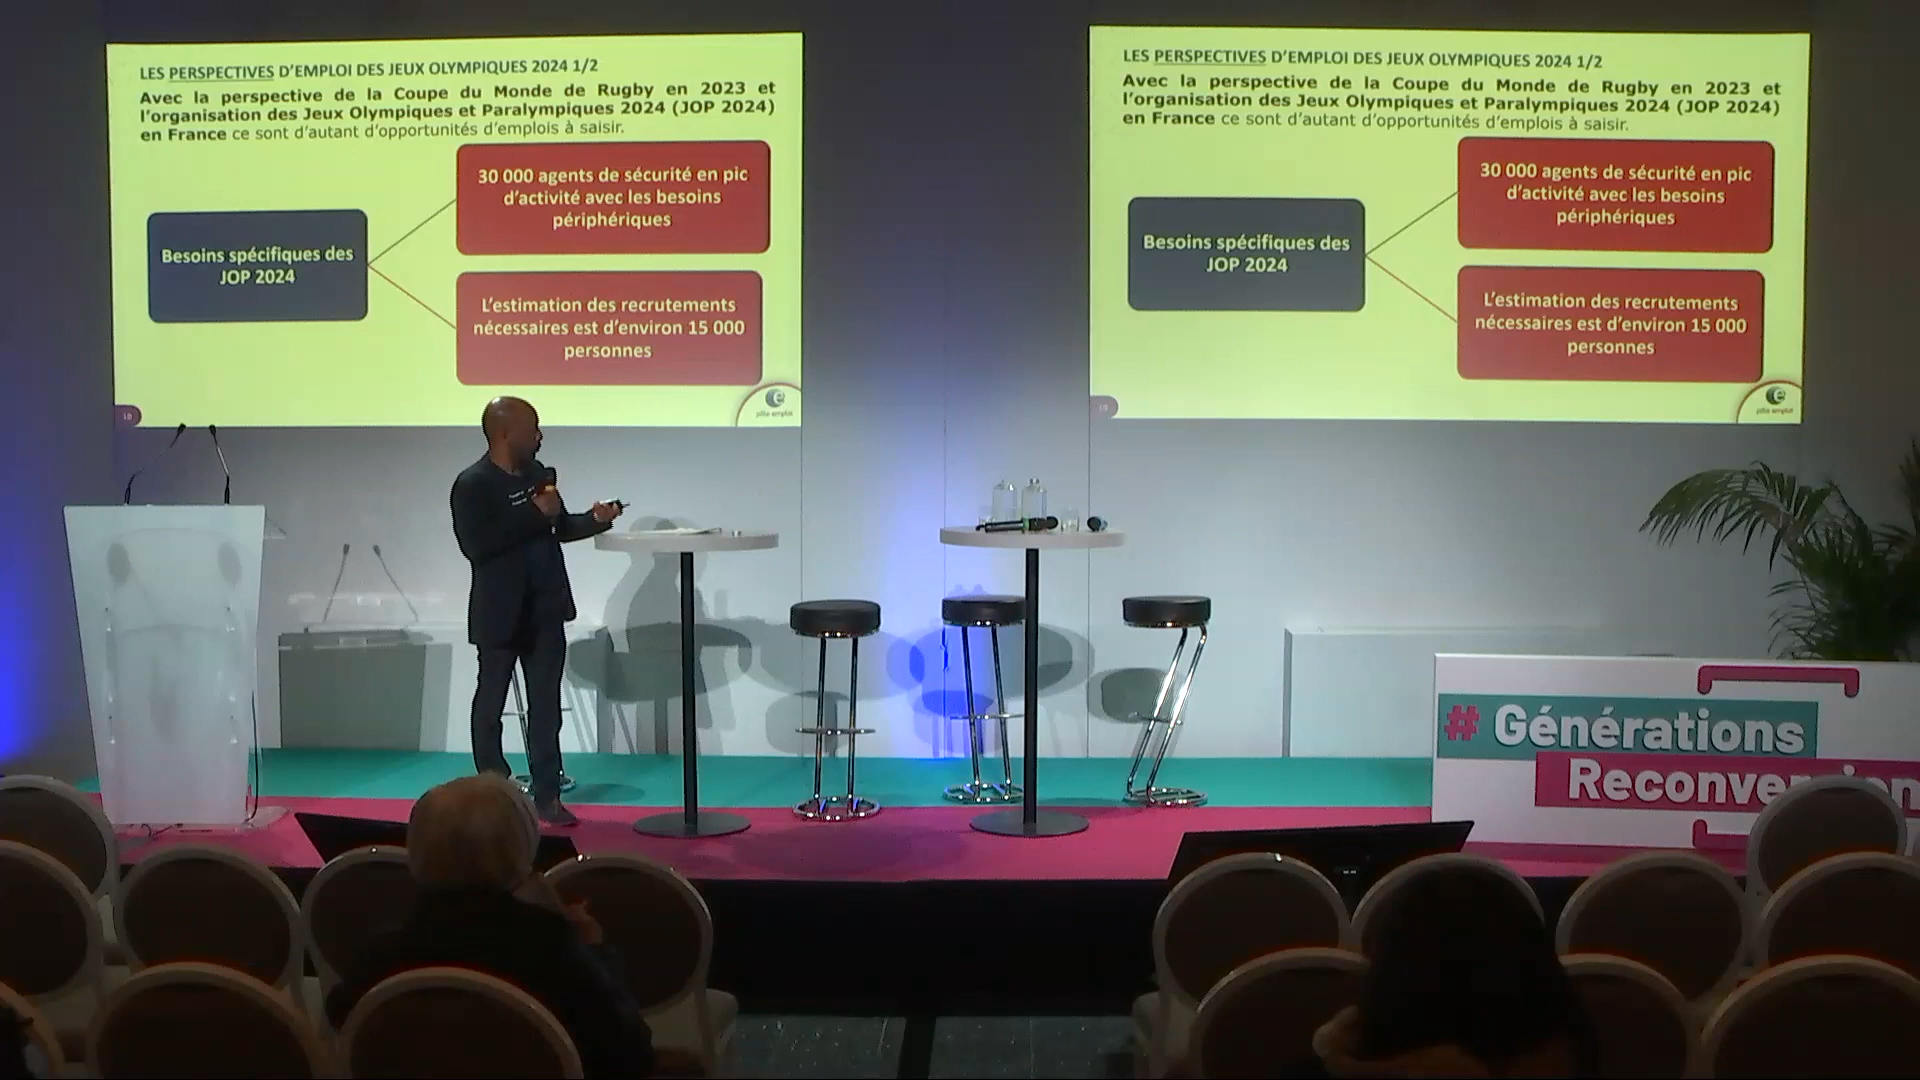 LES PERSPECTIVES D'EMPLOI DES JEUX OLYMPIQUES 2024 1/2
Avec la perspective de la Coupe du Monde de Rugby en 2023 et
l'organisation des Jeux Olympiques et Paralympiques 2024 (JOP 2024)
en France ce sont d'autant d'opportunités d'emplois à saisir.
30 000 agents de sécurité en pic
d'activité avec les besoins
périphériques
Besoins spécifiques des
JOP 2024
L'estimation des recrutements
nécessaires est d'environ 15 000
personnes
pôle emploi
LES PERSPECTIVES D'EMPLOI DES JEUX OLYMPIQUES 2024 1/2
Avec la perspective de la Coupe du Monde de Rugby en 2023 et
l'organisation des Jeux Olympiques et Paralympiques 2024 (JOP 2024)
en France ce sont d'autant d'opportunités d'emplois à saisir.
30 000 agents de sécurité en pic
d'activité avec les besoins
périphériques
Besoins spécifiques des
JOP 2024
L'estimation des recrutements
nécessaires est d'environ 15 000
personnes
pôle emploi
# Générations